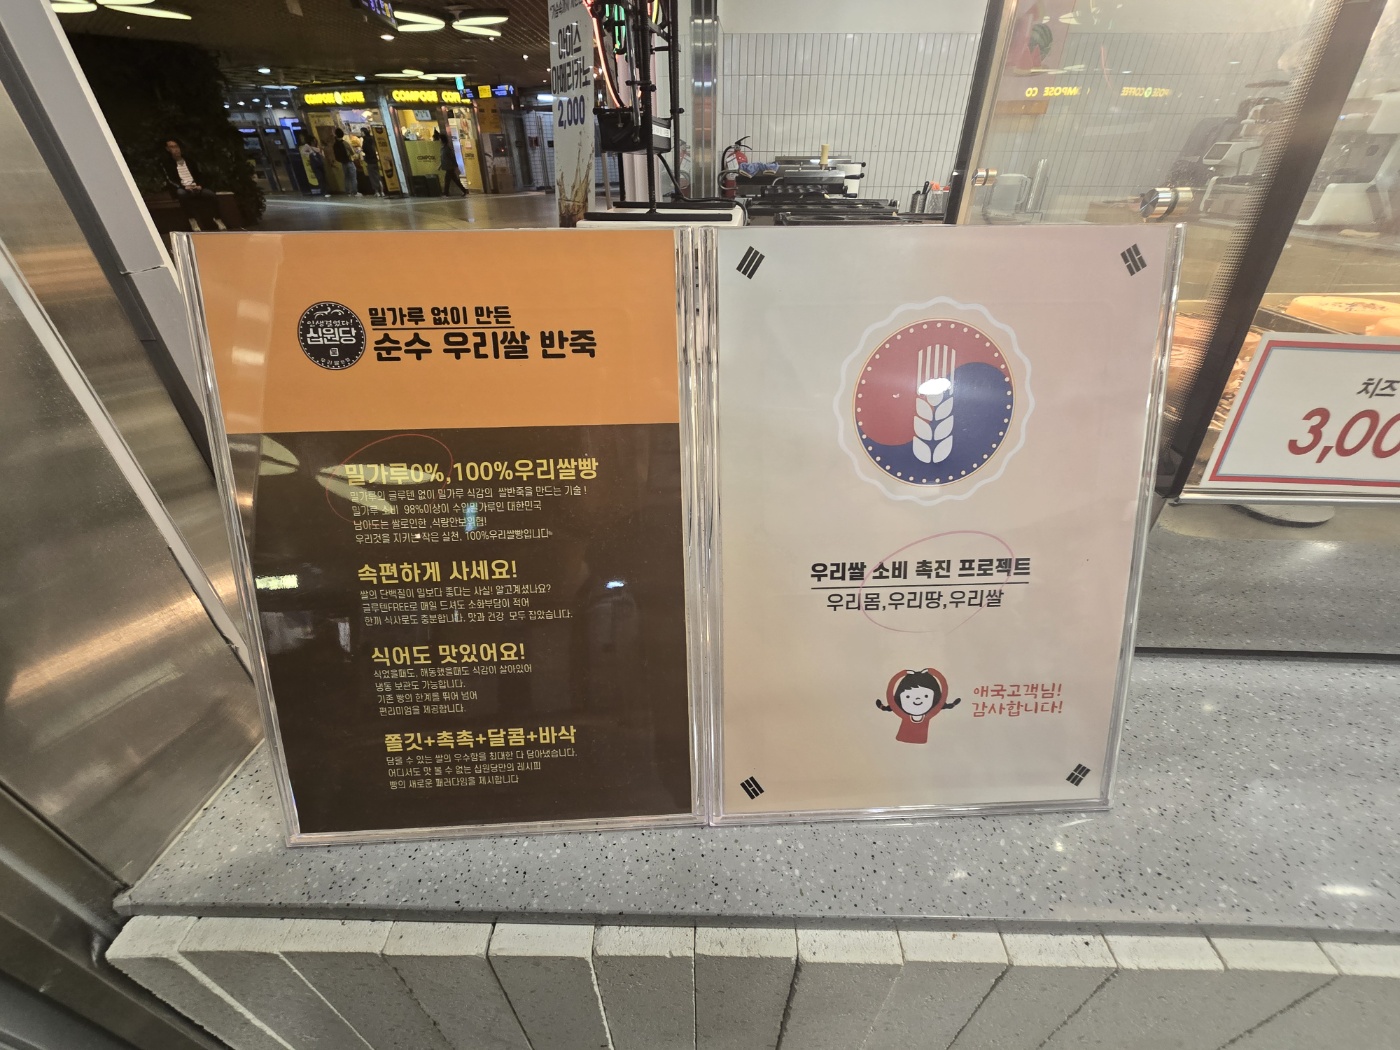 COMPOSE COFFEE
COMPOSE COFF
아이스
아메리카노
2,000
인생결렸다!
십원당
밀가루 없이 만든
순수 우리쌀 반죽
밀가루0%,100%우리쌀빵
밀가루의 글루텐 없이 밀가루 식감의 쌀반죽을 만드는 기술!
밀가루 소비 98%이상이 수입밀가루인 대한민국
남아도는 쌀로인한 식량안보위협!
우리것을 지키는 작은 실천, 100%우리쌀빵입니다
속편하게 사세요!
쌀의 단백질이 밀보다 좋다는 사실! 알고계셨나요?
글루텐FREE로 매일 드셔도 소화부담이 적어
한끼 식사로도 충분합니다. 맛과 건강 모두 잡았습니다.
식어도 맛있어요!
식었을때도, 해동했을때도 식감이 살아있어
냉동 보관도 가능합니다.
기존 빵의 한계를 뛰어 넘어
편리미엄을 제공합니다.
쫄깃+촉촉+달콤+바삭
담을 수 있는 쌀의 우수함을 최대한 다 담아냈습니다.
어디서도 맛 볼 수 없는 십원당만의 레시피
빵의 새로운 패러다임을 제시합니다
우리쌀 소비 촉진 프로젝트
우리몸,우리땅,우리쌀
애국고객님!
감사합니다!
치즈
3,00